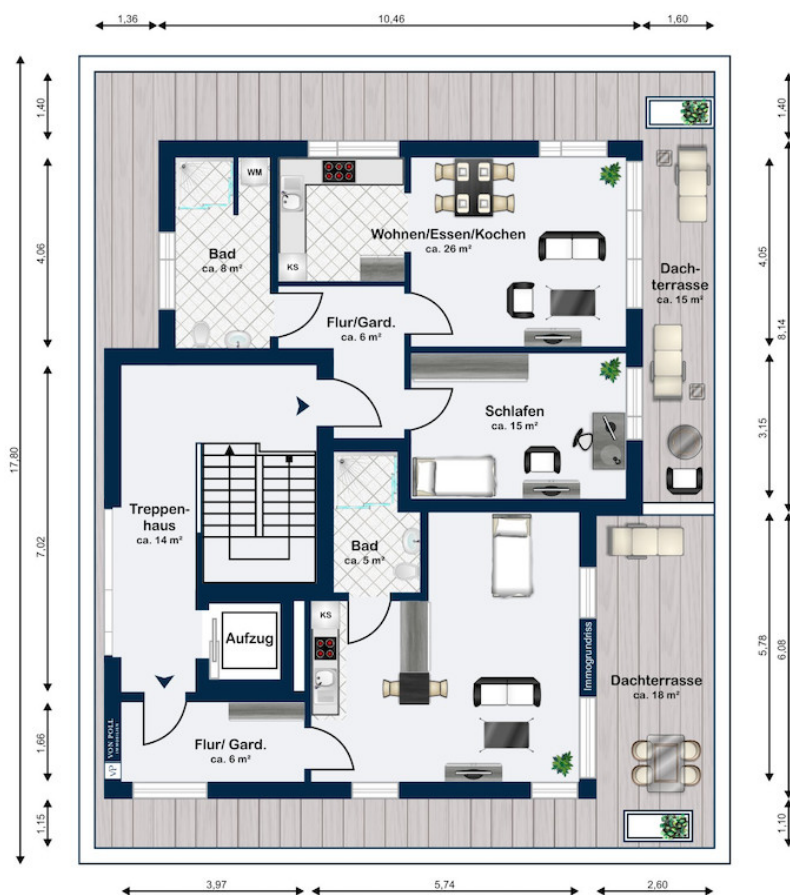 1,36
10,46
1,60
1,40
1,40
WM
Wohnen/Essen/Kochen
ca. 26 m²
Bad
ca. 8 m²
KS
4,06
4,05
Dach-
terrasse
ca. 15 m²
8,14
Flur/Gard.
ca. 6 m²
Schlafen
ca. 15 m²
3,15
17,80
7,02
Treppen-
haus
ca. 14 m²
Bad
ca. 5 m²
KS
Aufzug
Immogrundriss
5,78
6,08
Dachterrasse
ca. 18 m²
VP
VON POLL
IMMOBILIEN
1,66
Flur/ Gard.
ca. 6 m²
1,15
1,10
3,97
5,74
2,60